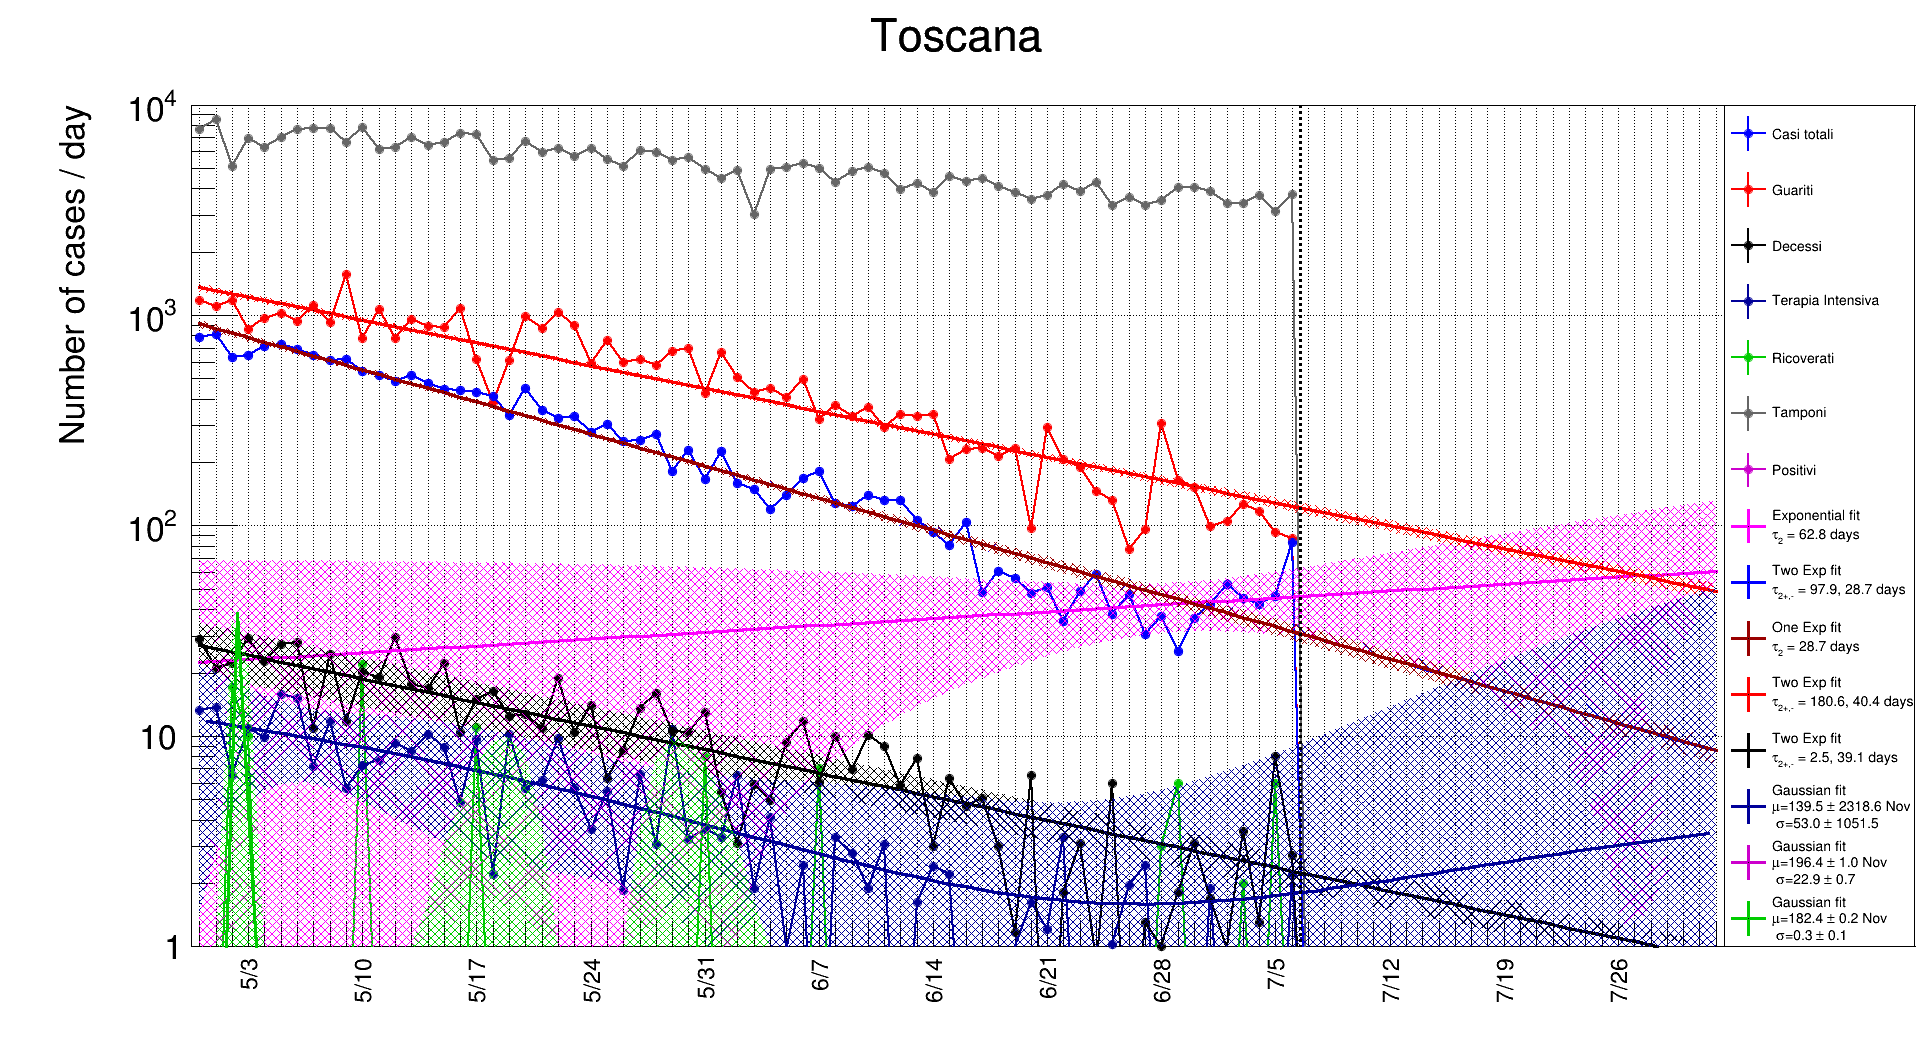 Toscana
Number of cases / day
10^4
10^3
10^2
10
1
5/3
5/10
5/17
5/24
5/31
6/7
6/14
6/21
6/28
7/5
7/12
7/19
7/26
Casi totali
Guariti
Decessi
Terapia Intensiva
Ricoverati
Tamponi
Positivi
Exponential fit
τ2 = 62.8 days
Two Exp fit
τ2+,- = 97.9, 28.7 days
One Exp fit
τ2 = 28.7 days
Two Exp fit
τ2+,- = 180.6, 40.4 days
Two Exp fit
τ2+,- = 2.5, 39.1 days
Gaussian fit
μ=139.5 ± 2318.6 Nov
σ=53.0 ± 1051.5
Gaussian fit
μ=196.4 ± 1.0 Nov
σ=22.9 ± 0.7
Gaussian fit
μ=182.4 ± 0.2 Nov
σ=0.3 ± 0.1